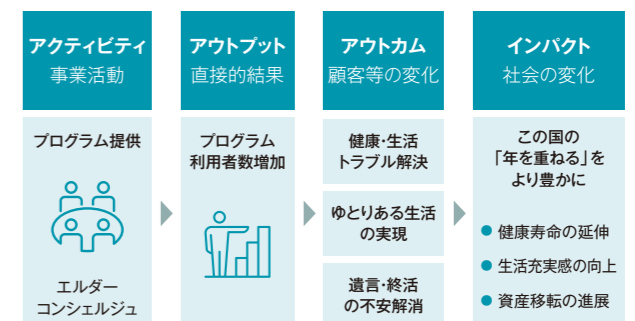 アクティビティ
事業活動
アウトプット
直接的結果
アウトカム
顧客等の変化
インパクト
社会の変化
プログラム提供
エルダー
コンシェルジュ
プログラム
利用者数増加
健康・生活
トラブル解決
ゆとりある生活
の実現
遺言・終活
の不安解消
この国の
「年を重ねる」を
より豊かに
● 健康寿命の延伸
● 生活充実感の向上
● 資産移転の進展